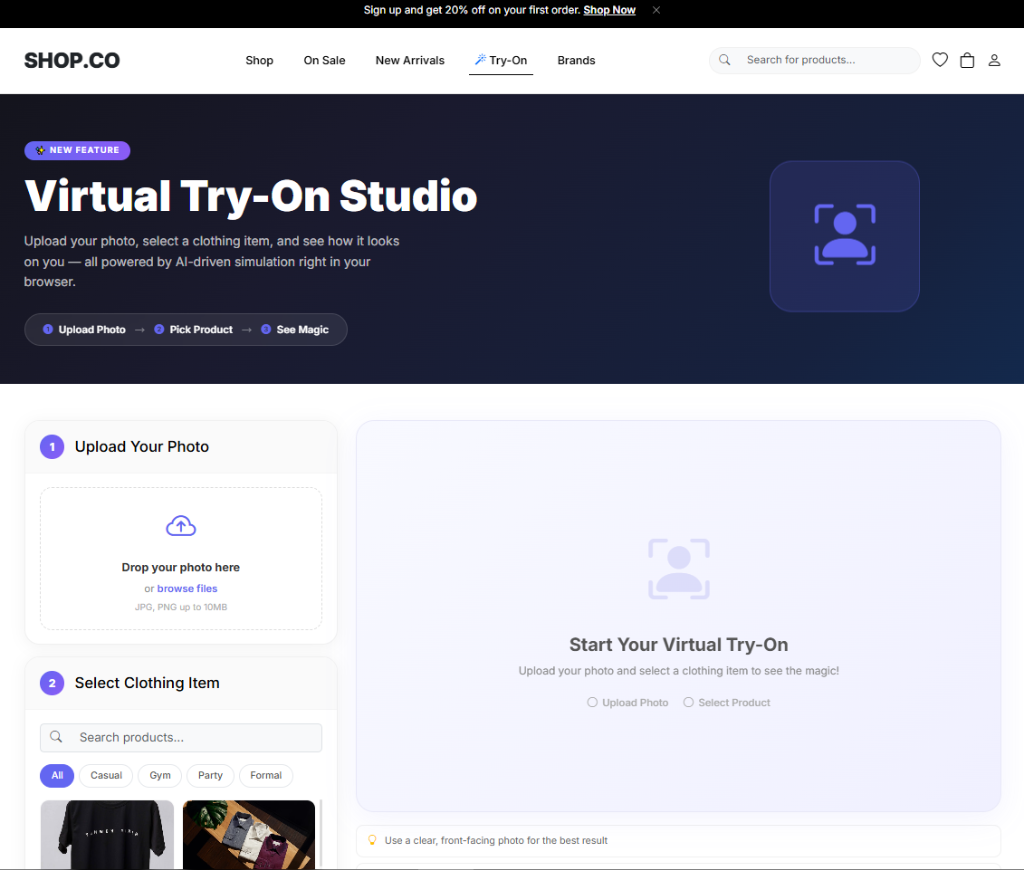 Sign up and get 20% off on your first order. Shop Now
SHOP.CO
Shop
On Sale
New Arrivals
Try-On
Brands
Search for products...
NEW FEATURE
Virtual Try-On Studio
Upload your photo, select a clothing item, and see how it looks
on you — all powered by AI-driven simulation right in your
browser.
1 Upload Photo → 2 Pick Product → 3 See Magic
1 Upload Your Photo
Drop your photo here
or browse files
JPG, PNG up to 10MB
2 Select Clothing Item
Search products...
All
Casual
Gym
Party
Formal
Start Your Virtual Try-On
Upload your photo and select a clothing item to see the magic!
Upload Photo
Select Product
Use a clear, front-facing photo for the best result